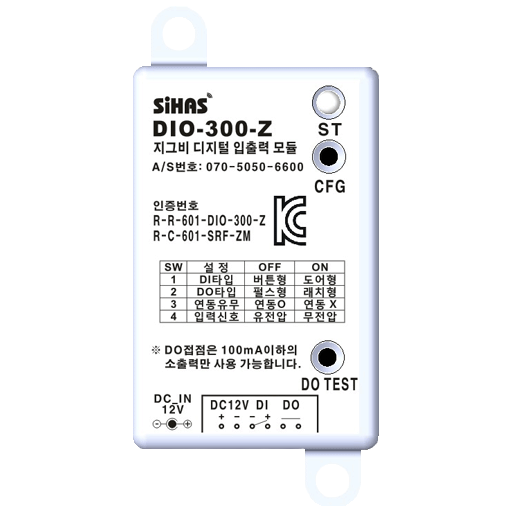 SiHAS
DIO-300-Z
지그비 디지털 입출력 모듈
A/S번호: 070-5050-6600
ST
CFG
인증번호
R-R-601-DIO-300-Z
R-C-601-SRF-ZM
SW 설 정 OFF ON
1 DI타입 버튼형 도어형
2 DO타입 펄스형 래치형
3 연동유무 연동O 연동 X
4 입력신호 유전압 무전압
※ DO접점은 100mA이하의
소출력만 사용 가능합니다.
DO TEST
DC_IN
12V
DC12V DI DO
+ - - +